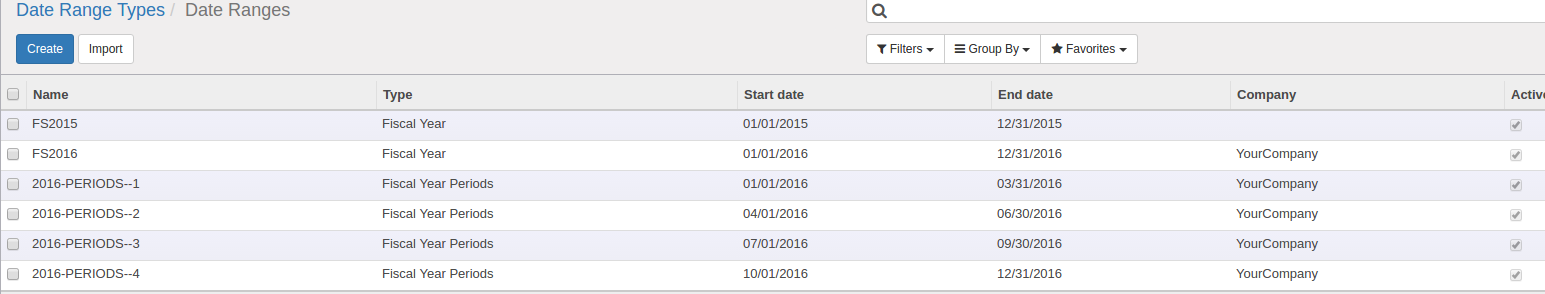 Date Range Types / Date Ranges
Create Import Filters Group By Favorites
Name Type Start date End date Company Active
FS2015 Fiscal Year 01/01/2015 12/31/2015
FS2016 Fiscal Year 01/01/2016 12/31/2016 YourCompany
2016-PERIODS--1 Fiscal Year Periods 01/01/2016 03/31/2016 YourCompany
2016-PERIODS--2 Fiscal Year Periods 04/01/2016 06/30/2016 YourCompany
2016-PERIODS--3 Fiscal Year Periods 07/01/2016 09/30/2016 YourCompany
2016-PERIODS--4 Fiscal Year Periods 10/01/2016 12/31/2016 YourCompany